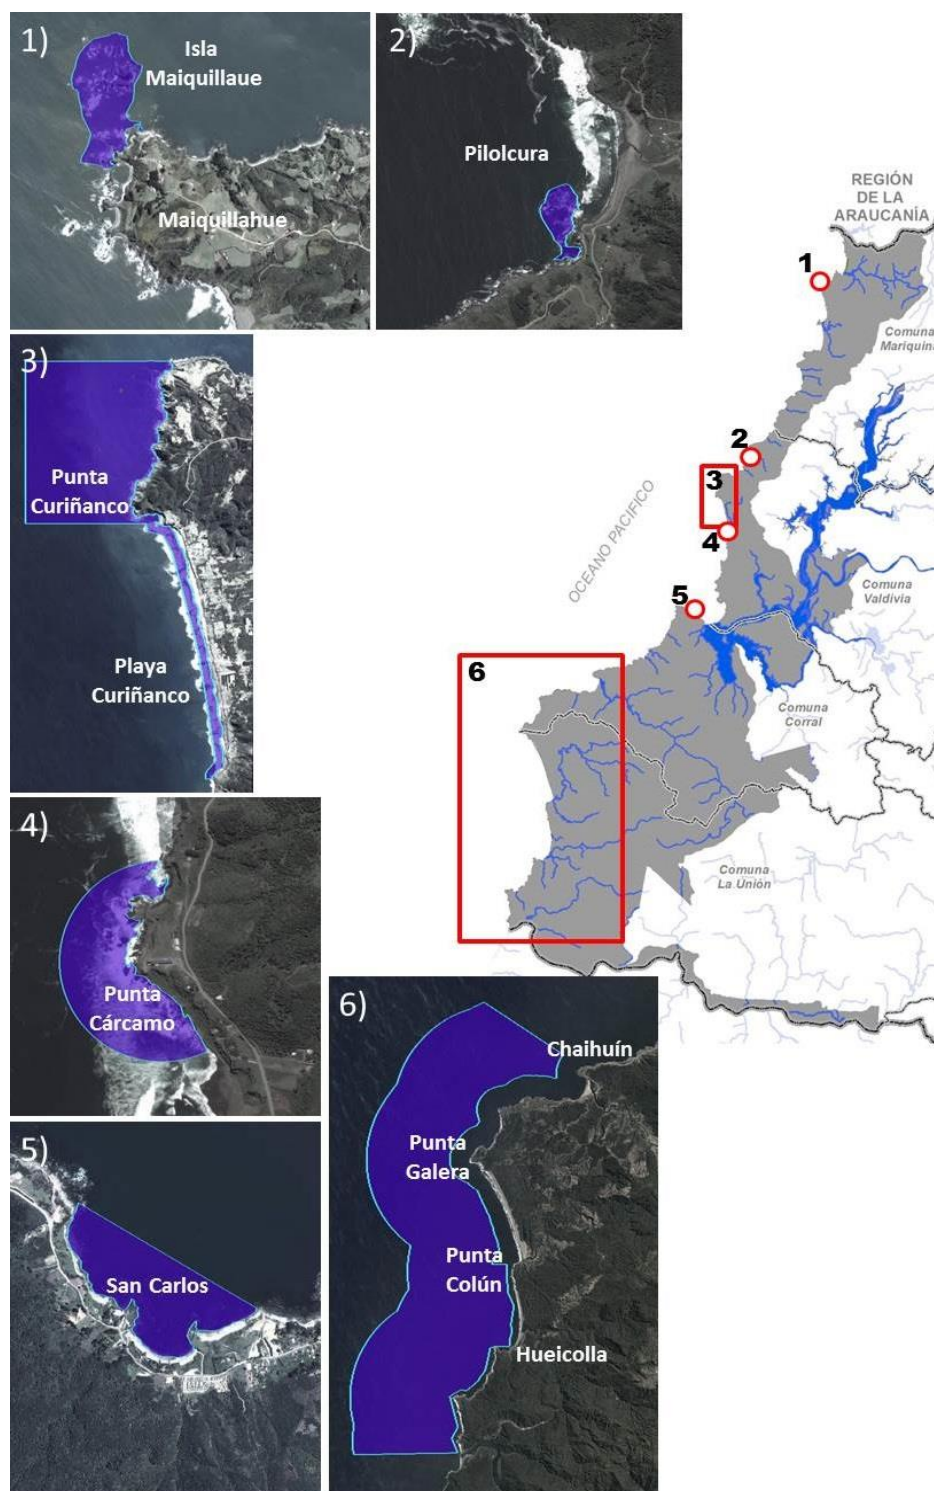 1)
Isla
Maiquillaue
Maiquillahue
2)
Pilolcura
3)
Punta
Curiñanco
Playa
Curiñanco
4)
Punta
Cárcamo
5)
San Carlos
6)
Chaihuín
Punta
Galera
Punta
Colún
Hueicolla
REGIÓN
DE LA
ARAUCANÍA
1
Comuna
Mariquina
2
3
4
OCEANO PACIFICO
5
Comuna
Valdivia
6
Comuna
Corral
Comuna
La Unión